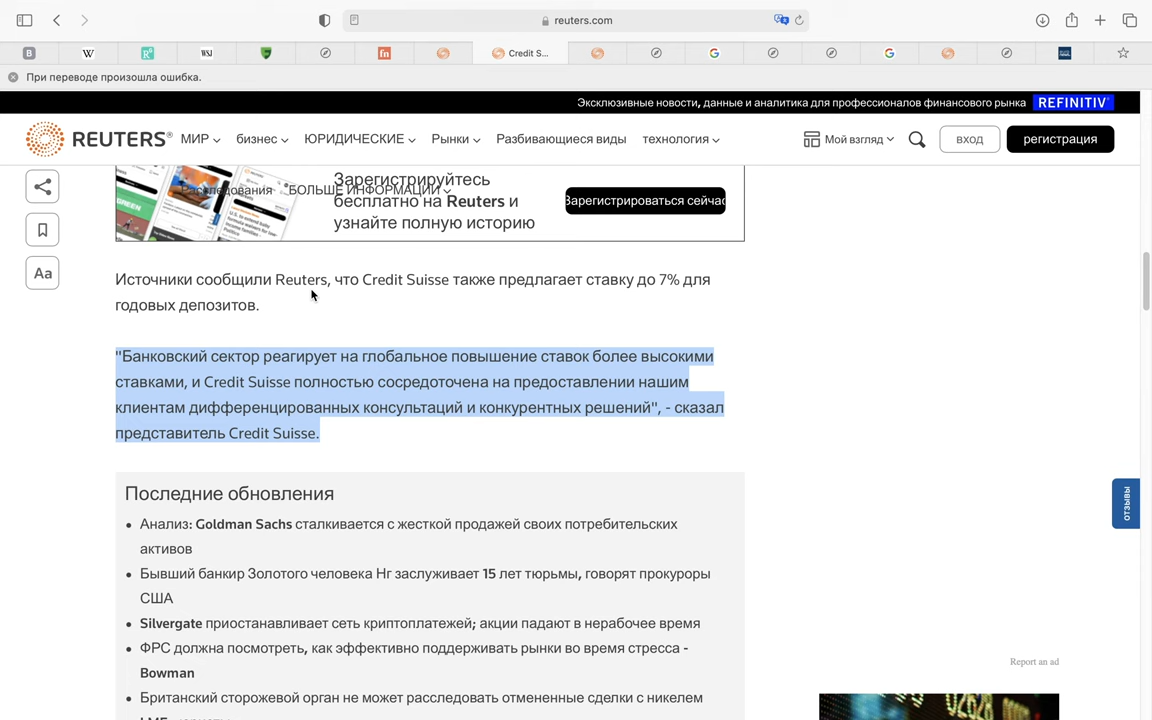 reuters.com
B
W
R
WSJ
fn
Credit S...
G
G
При переводе произошла ошибка.
Эксклюзивные новости, данные и аналитика для профессионалов финансового рынка REFINITIV
REUTERS® МИР бизнес ЮРИДИЧЕСКИЕ Рынки Разбивающиеся виды технология Мой взгляд вход регистрация
Расследования БОЛЬШЕ ИНФОРМАЦИИ
Зарегистрируйтесь
бесплатно на Reuters и
узнайте полную историю
Зарегистрироваться сейчас
Aa
Источники сообщили Reuters, что Credit Suisse также предлагает ставку до 7% для
годовых депозитов.
"Банковский сектор реагирует на глобальное повышение ставок более высокими
ставками, и Credit Suisse полностью сосредоточена на предоставлении нашим
клиентам дифференцированных консультаций и конкурентных решений", - сказал
представитель Credit Suisse.
отзывы
Последние обновления
Анализ: Goldman Sachs сталкивается с жесткой продажей своих потребительских
активов
Бывший банкир Золотого человека Нг заслуживает 15 лет тюрьмы, говорят прокуроры
США
Silvergate приостанавливает сеть криптоплатежей; акции падают в нерабочее время
ФРС должна посмотреть, как эффективно поддерживать рынки во время стресса -
Bowman
Report an ad
Британский сторожевой орган не может расследовать отмененные сделки с никелем